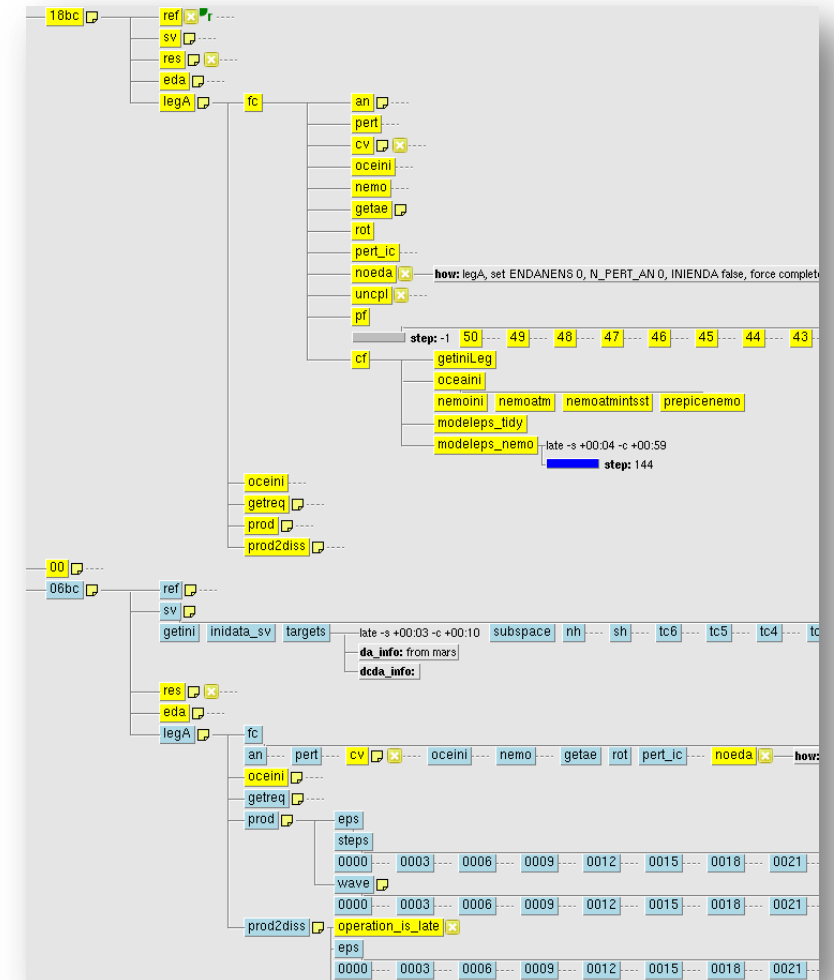 18bc ref r
sv
res
eda
legA fc an
pert
cv
oceini
nemo
getae
rot
pert_ic
noeda how: legA, set ENDANENS 0, N_PERT_AN 0, INIENDA false, force complet
uncpl
pf
step: -1 50 49 48 47 46 45 44 43
cf getiniLeg
oceaini
nemoini nemoatm nemoatmintsst prepicenemo
modeleps_tidy
modeleps_nemo late -s +00:04 -c +00:59
step: 144
oceini
getreq
prod
prod2diss
00
06bc ref
sv
getini inidata_sv targets late -s +00:03 -c +00:10 subspace nh sh tc6 tc5 tc4 tc
da_info: from mars
dcda_info:
res
eda
legA fc
an pert cv oceini nemo getae rot pert_ic noeda how:
oceini
getreq
prod eps
steps
0000 0003 0006 0009 0012 0015 0018 0021
wave
0000 0003 0006 0009 0012 0015 0018 0021
prod2diss operation_is_late
eps
0000 0003 0006 0009 0012 0015 0018 0021